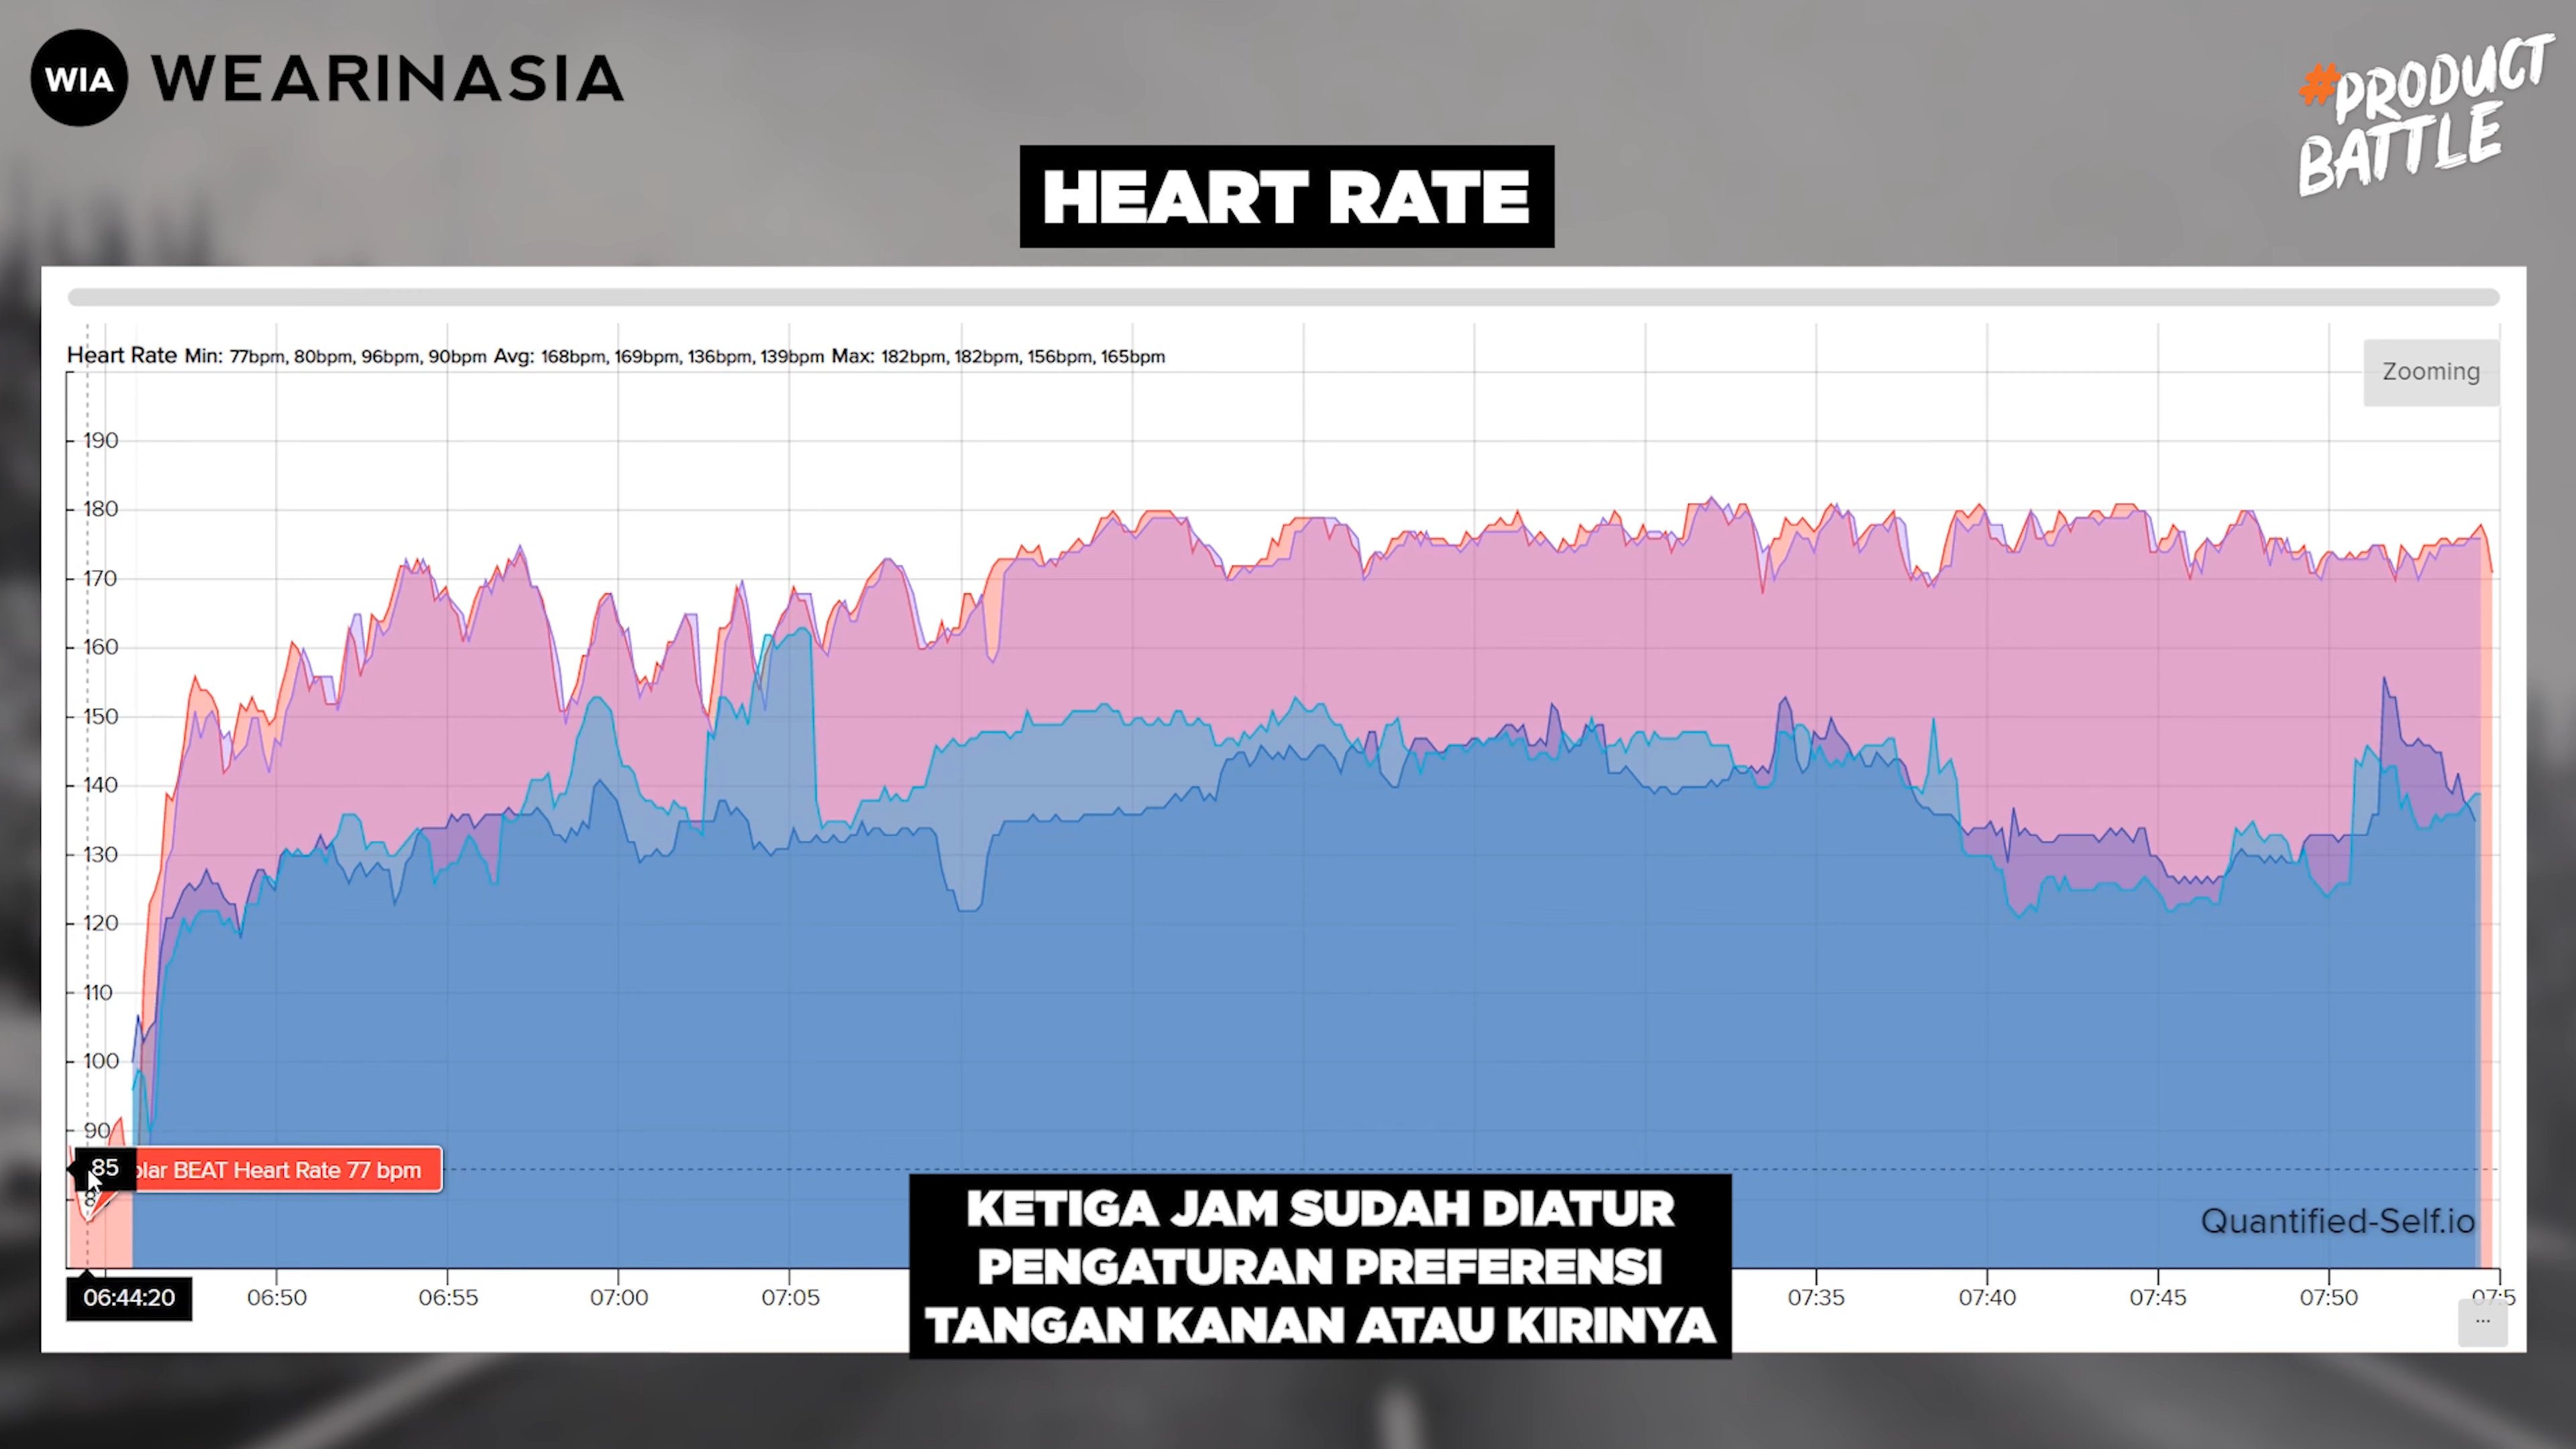 WIA WEARINASIA
#PRODUCT
BATTLE
HEART RATE
Heart Rate Min: 77bpm, 80bpm, 96bpm, 90bpm Avg: 168bpm, 169bpm, 136bpm, 139bpm Max: 182bpm, 182bpm, 156bpm, 165bpm
Zooming
190
180
170
160
150
140
130
120
110
100
90
85
olar BEAT Heart Rate 77 bpm
Quantified-Self.io
KETIGA JAM SUDAH DIATUR
PENGATURAN PREFERENSI
TANGAN KANAN ATAU KIRINYA
06:44:20 06:50 06:55 07:00 07:05 07:35 07:40 07:45 07:50 07:5
...